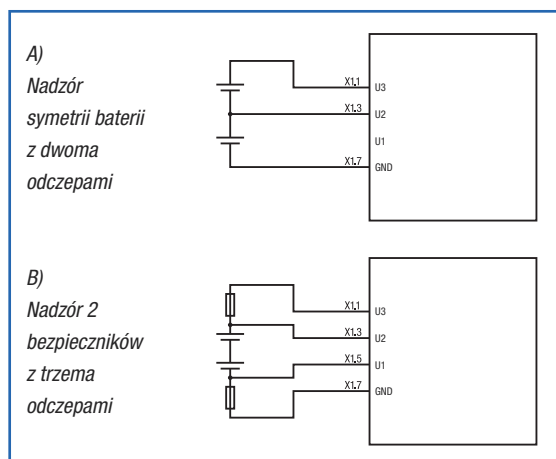 A)
Nadzór
symetrii baterii
z dwoma
odczepami
X1.1 U3
X1.3 U2
U1
X1.7 GND
B)
Nadzór 2
bezpieczników
z trzema
odczepami
X1.1 U3
X1.3 U2
X1.5 U1
X1.7 GND